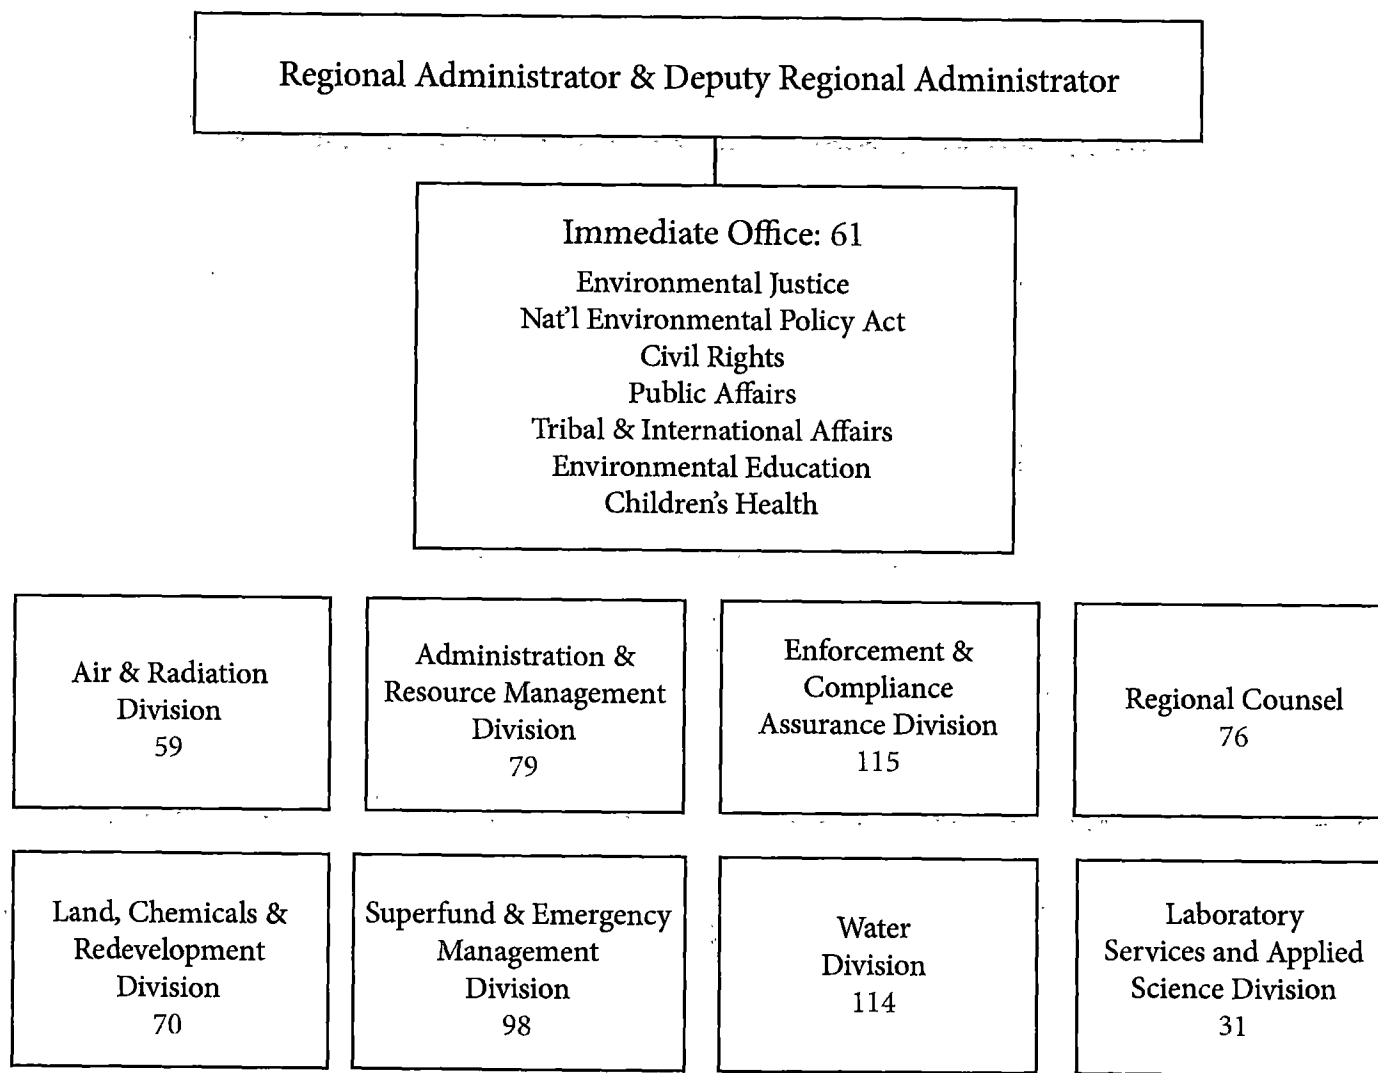 Regional Administrator & Deputy Regional Administrator
Immediate Office: 61
Environmental Justice
Nat'l Environmental Policy Act
Civil Rights
Public Affairs
Tribal & International Affairs
Environmental Education
Children's Health
Air & Radiation
Division
59
Administration &
Resource Management
Division
79
Enforcement &
Compliance
Assurance Division
115
Regional Counsel
76
Land, Chemicals &
Redevelopment
Division
70
Superfund & Emergency
Management
Division
98
Water
Division
114
Laboratory
Services and Applied
Science Division
31